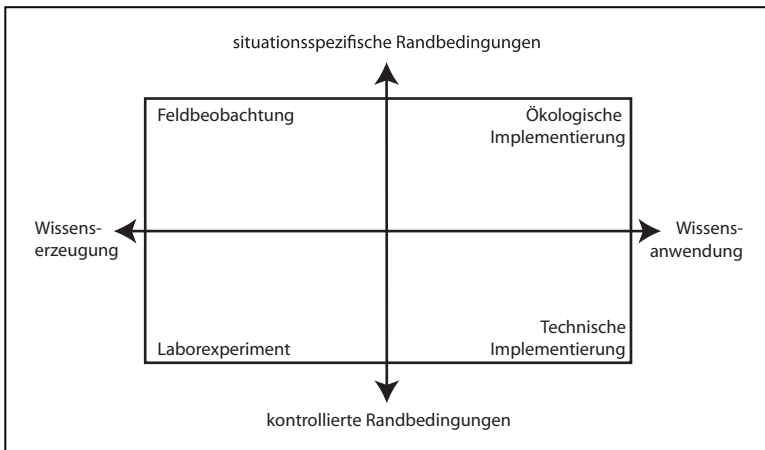 situationsspezifische Randbedingungen
Feldbeobachtung
Ökologische
Implementierung
Wissens-
erzeugung
Wissens-
anwendung
Laborexperiment
Technische
Implementierung
kontrollierte Randbedingungen